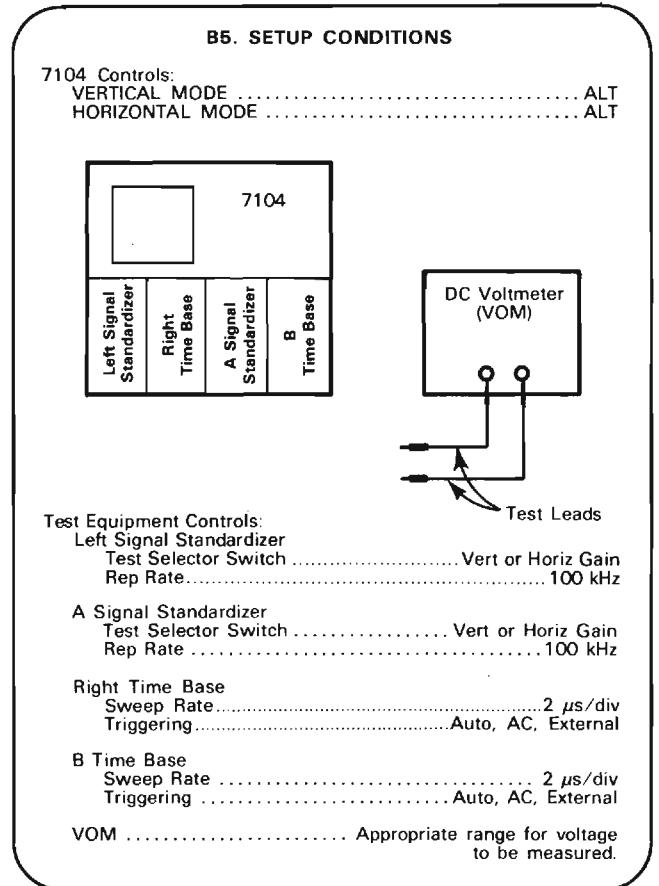 B5. SETUP CONDITIONS
7104 Controls:
VERTICAL MODE ........................................ ALT
HORIZONTAL MODE .................................... ALT
7104
Left Signal Standardizer
Right Time Base
A Signal Standardizer
B Time Base
DC Voltmeter
(VOM)
Test Leads
Test Equipment Controls:
Left Signal Standardizer
Test Selector Switch ............................ Vert or Horiz Gain
Rep Rate ...................................................... 100 kHz
A Signal Standardizer
Test Selector Switch ................. Vert or Horiz Gain
Rep Rate ...................................... 100 kHz
Right Time Base
Sweep Rate ...................................................... 2 μs/div
Triggering .......................................... Auto, AC, External
B Time Base
Sweep Rate .................................. 2 μs/div
Triggering ........................... Auto, AC, External
VOM ........................ Appropriate range for voltage
to be measured.